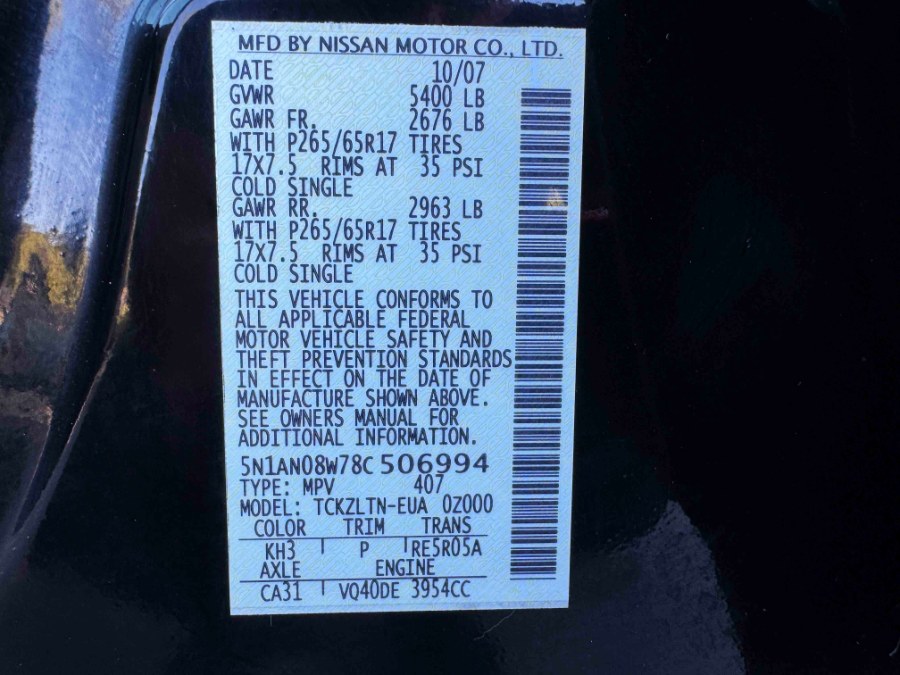 MFD BY NISSAN MOTOR CO., LTD.
DATE 10/07
GVWR 5400 LB
GAWR FR. 2676 LB
WITH P265/65R17 TIRES
17X7.5 RIMS AT 35 PSI
COLD SINGLE
GAWR RR. 2963 LB
WITH P265/65R17 TIRES
17X7.5 RIMS AT 35 PSI
COLD SINGLE
THIS VEHICLE CONFORMS TO
ALL APPLICABLE FEDERAL
MOTOR VEHICLE SAFETY AND
THEFT PREVENTION STANDARDS
IN EFFECT ON THE DATE OF
MANUFACTURE SHOWN ABOVE.
SEE OWNERS MANUAL FOR
ADDITIONAL INFORMATION.
5N1AN08W78C506994
TYPE: MPV 407
MODEL: TCKZLTN-EUA 0Z000
COLOR TRIM TRANS
KH3 P RE5R05A
AXLE ENGINE
CA31 VQ40DE 3954CC